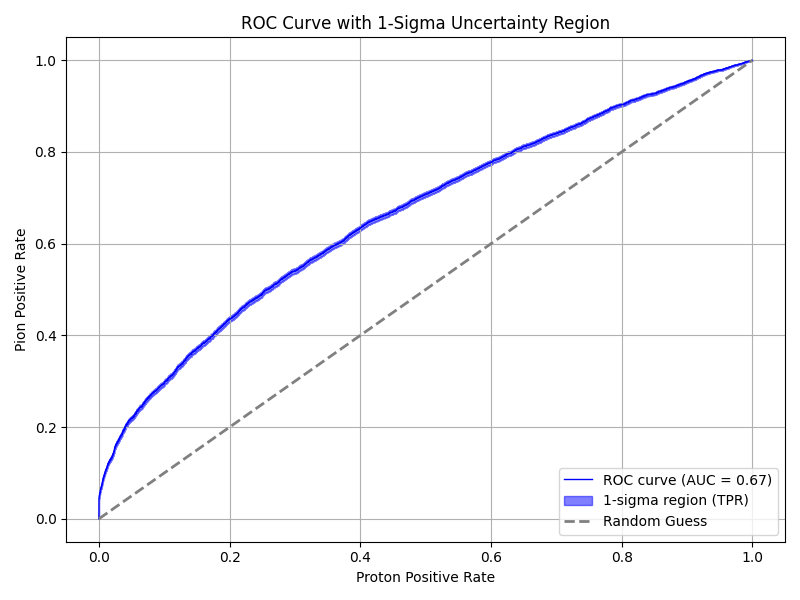 ROC Curve with 1-Sigma Uncertainty Region
1.0
0.8
0.6
0.4
0.2
0.0
Pion Positive Rate
0.0 0.2 0.4 0.6 0.8 1.0
Proton Positive Rate
ROC curve (AUC = 0.67)
1-sigma region (TPR)
Random Guess